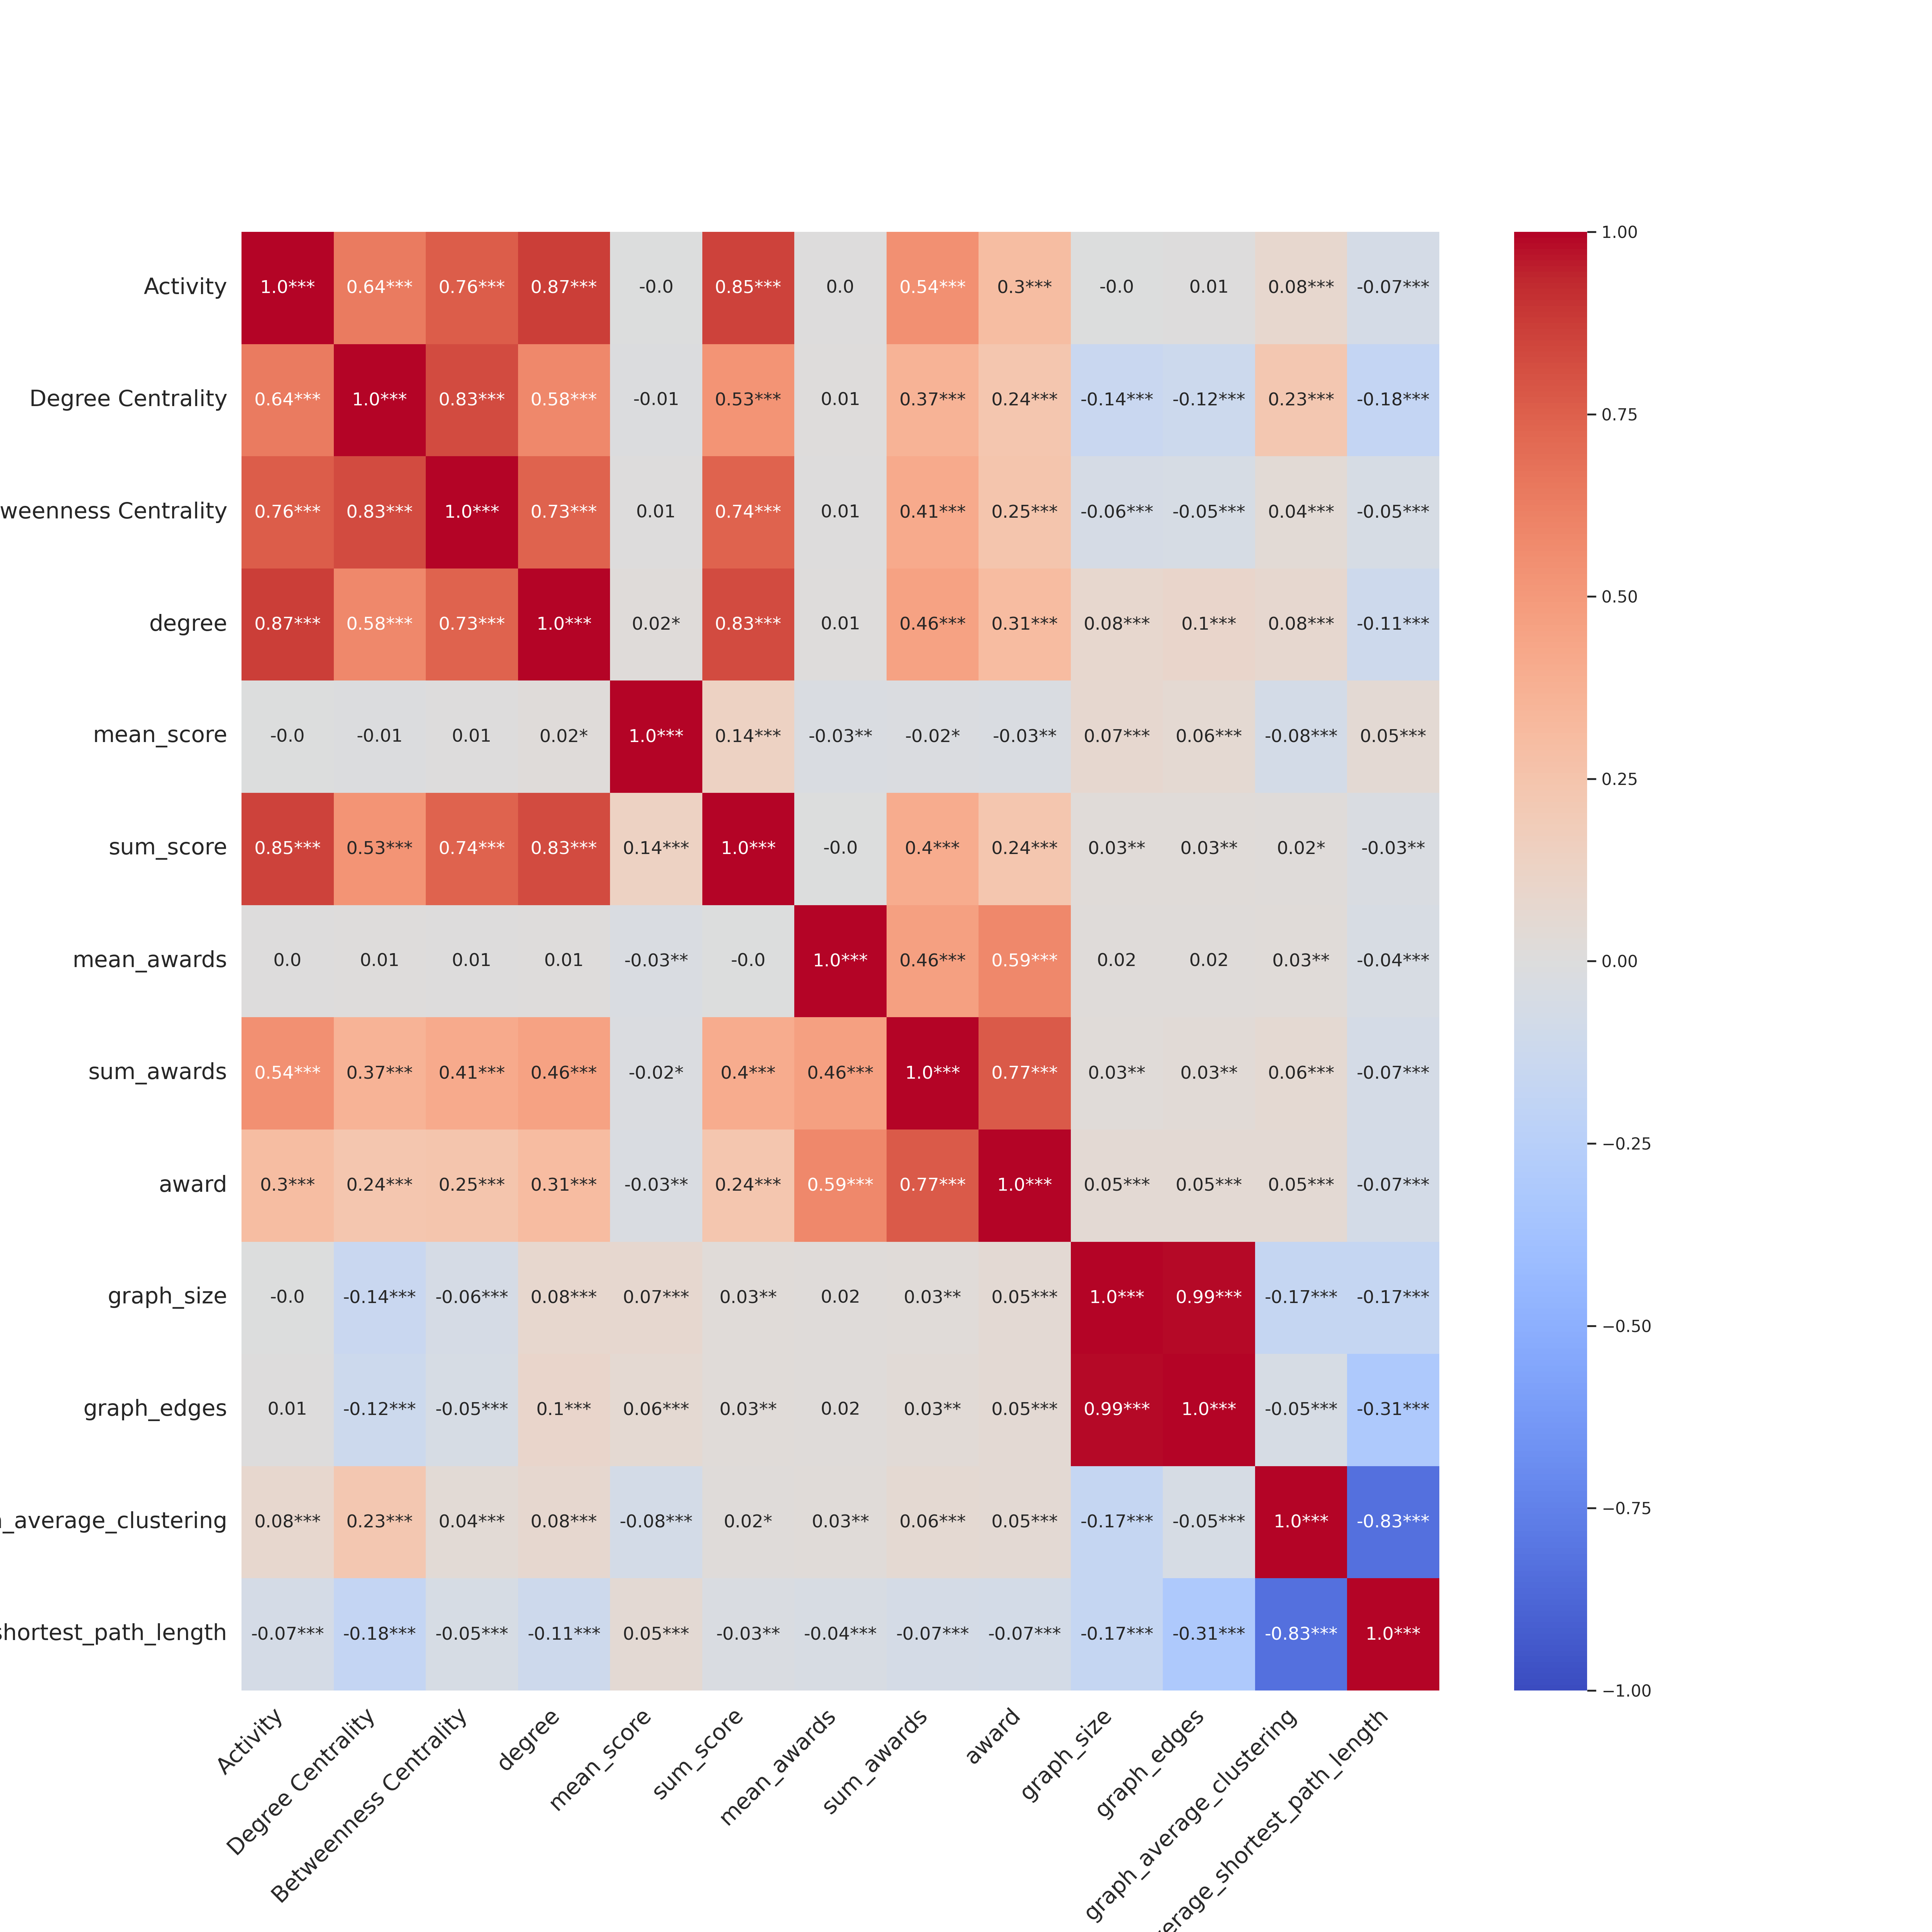 Activity 1.0*** 0.64*** 0.76*** 0.87*** -0.0 0.85*** 0.0 0.54*** 0.3*** -0.0 0.01 0.08*** -0.07***
Degree Centrality 0.64*** 1.0*** 0.83*** 0.58*** -0.01 0.53*** 0.01 0.37*** 0.24*** -0.14*** -0.12*** 0.23*** -0.18***
weenness Centrality 0.76*** 0.83*** 1.0*** 0.73*** 0.01 0.74*** 0.01 0.41*** 0.25*** -0.06*** -0.05*** 0.04*** -0.05***
degree 0.87*** 0.58*** 0.73*** 1.0*** 0.02* 0.83*** 0.01 0.46*** 0.31*** 0.08*** 0.1*** 0.08*** -0.11***
mean_score -0.0 -0.01 0.01 0.02* 1.0*** 0.14*** -0.03** -0.02* -0.03** 0.07*** 0.06*** -0.08*** 0.05***
sum_score 0.85*** 0.53*** 0.74*** 0.83*** 0.14*** 1.0*** -0.0 0.4*** 0.24*** 0.03** 0.03** 0.02* -0.03**
mean_awards 0.0 0.01 0.01 0.01 -0.03** -0.0 1.0*** 0.46*** 0.59*** 0.02 0.02 0.03** -0.04***
sum_awards 0.54*** 0.37*** 0.41*** 0.46*** -0.02* 0.4*** 0.46*** 1.0*** 0.77*** 0.03** 0.03** 0.06*** -0.07***
award 0.3*** 0.24*** 0.25*** 0.31*** -0.03** 0.24*** 0.59*** 0.77*** 1.0*** 0.05*** 0.05*** 0.05*** -0.07***
graph_size -0.0 -0.14*** -0.06*** 0.08*** 0.07*** 0.03** 0.02 0.03** 0.05*** 1.0*** 0.99*** -0.17*** -0.17***
graph_edges 0.01 -0.12*** -0.05*** 0.1*** 0.06*** 0.03** 0.02 0.03** 0.05*** 0.99*** 1.0*** -0.05*** -0.31***
_average_clustering 0.08*** 0.23*** 0.04*** 0.08*** -0.08*** 0.02* 0.03** 0.06*** 0.05*** -0.17*** -0.05*** 1.0*** -0.83***
shortest_path_length -0.07*** -0.18*** -0.05*** -0.11*** 0.05*** -0.03** -0.04*** -0.07*** -0.07*** -0.17*** -0.31*** -0.83*** 1.0***
Activity
Degree Centrality
Betweenness Centrality
degree
mean_score
sum_score
mean_awards
sum_awards
award
graph_size
graph_edges
graph_average_clustering
erage_shortest_path_length
1.00
0.75
0.50
0.25
0.00
−0.25
−0.50
−0.75
−1.00